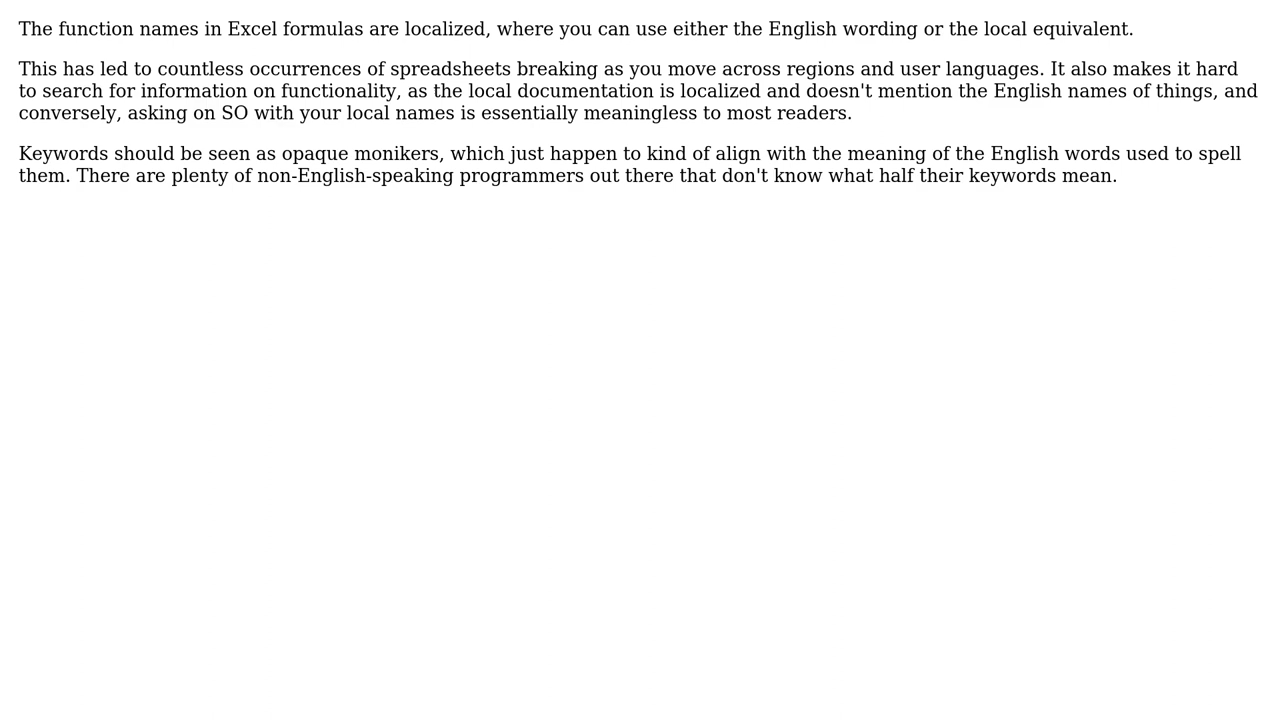 The function names in Excel formulas are localized, where you can use either the English wording or the local equivalent.
This has led to countless occurrences of spreadsheets breaking as you move across regions and user languages. It also makes it hard
to search for information on functionality, as the local documentation is localized and doesn't mention the English names of things, and
conversely, asking on SO with your local names is essentially meaningless to most readers.
Keywords should be seen as opaque monikers, which just happen to kind of align with the meaning of the English words used to spell
them. There are plenty of non-English-speaking programmers out there that don't know what half their keywords mean.